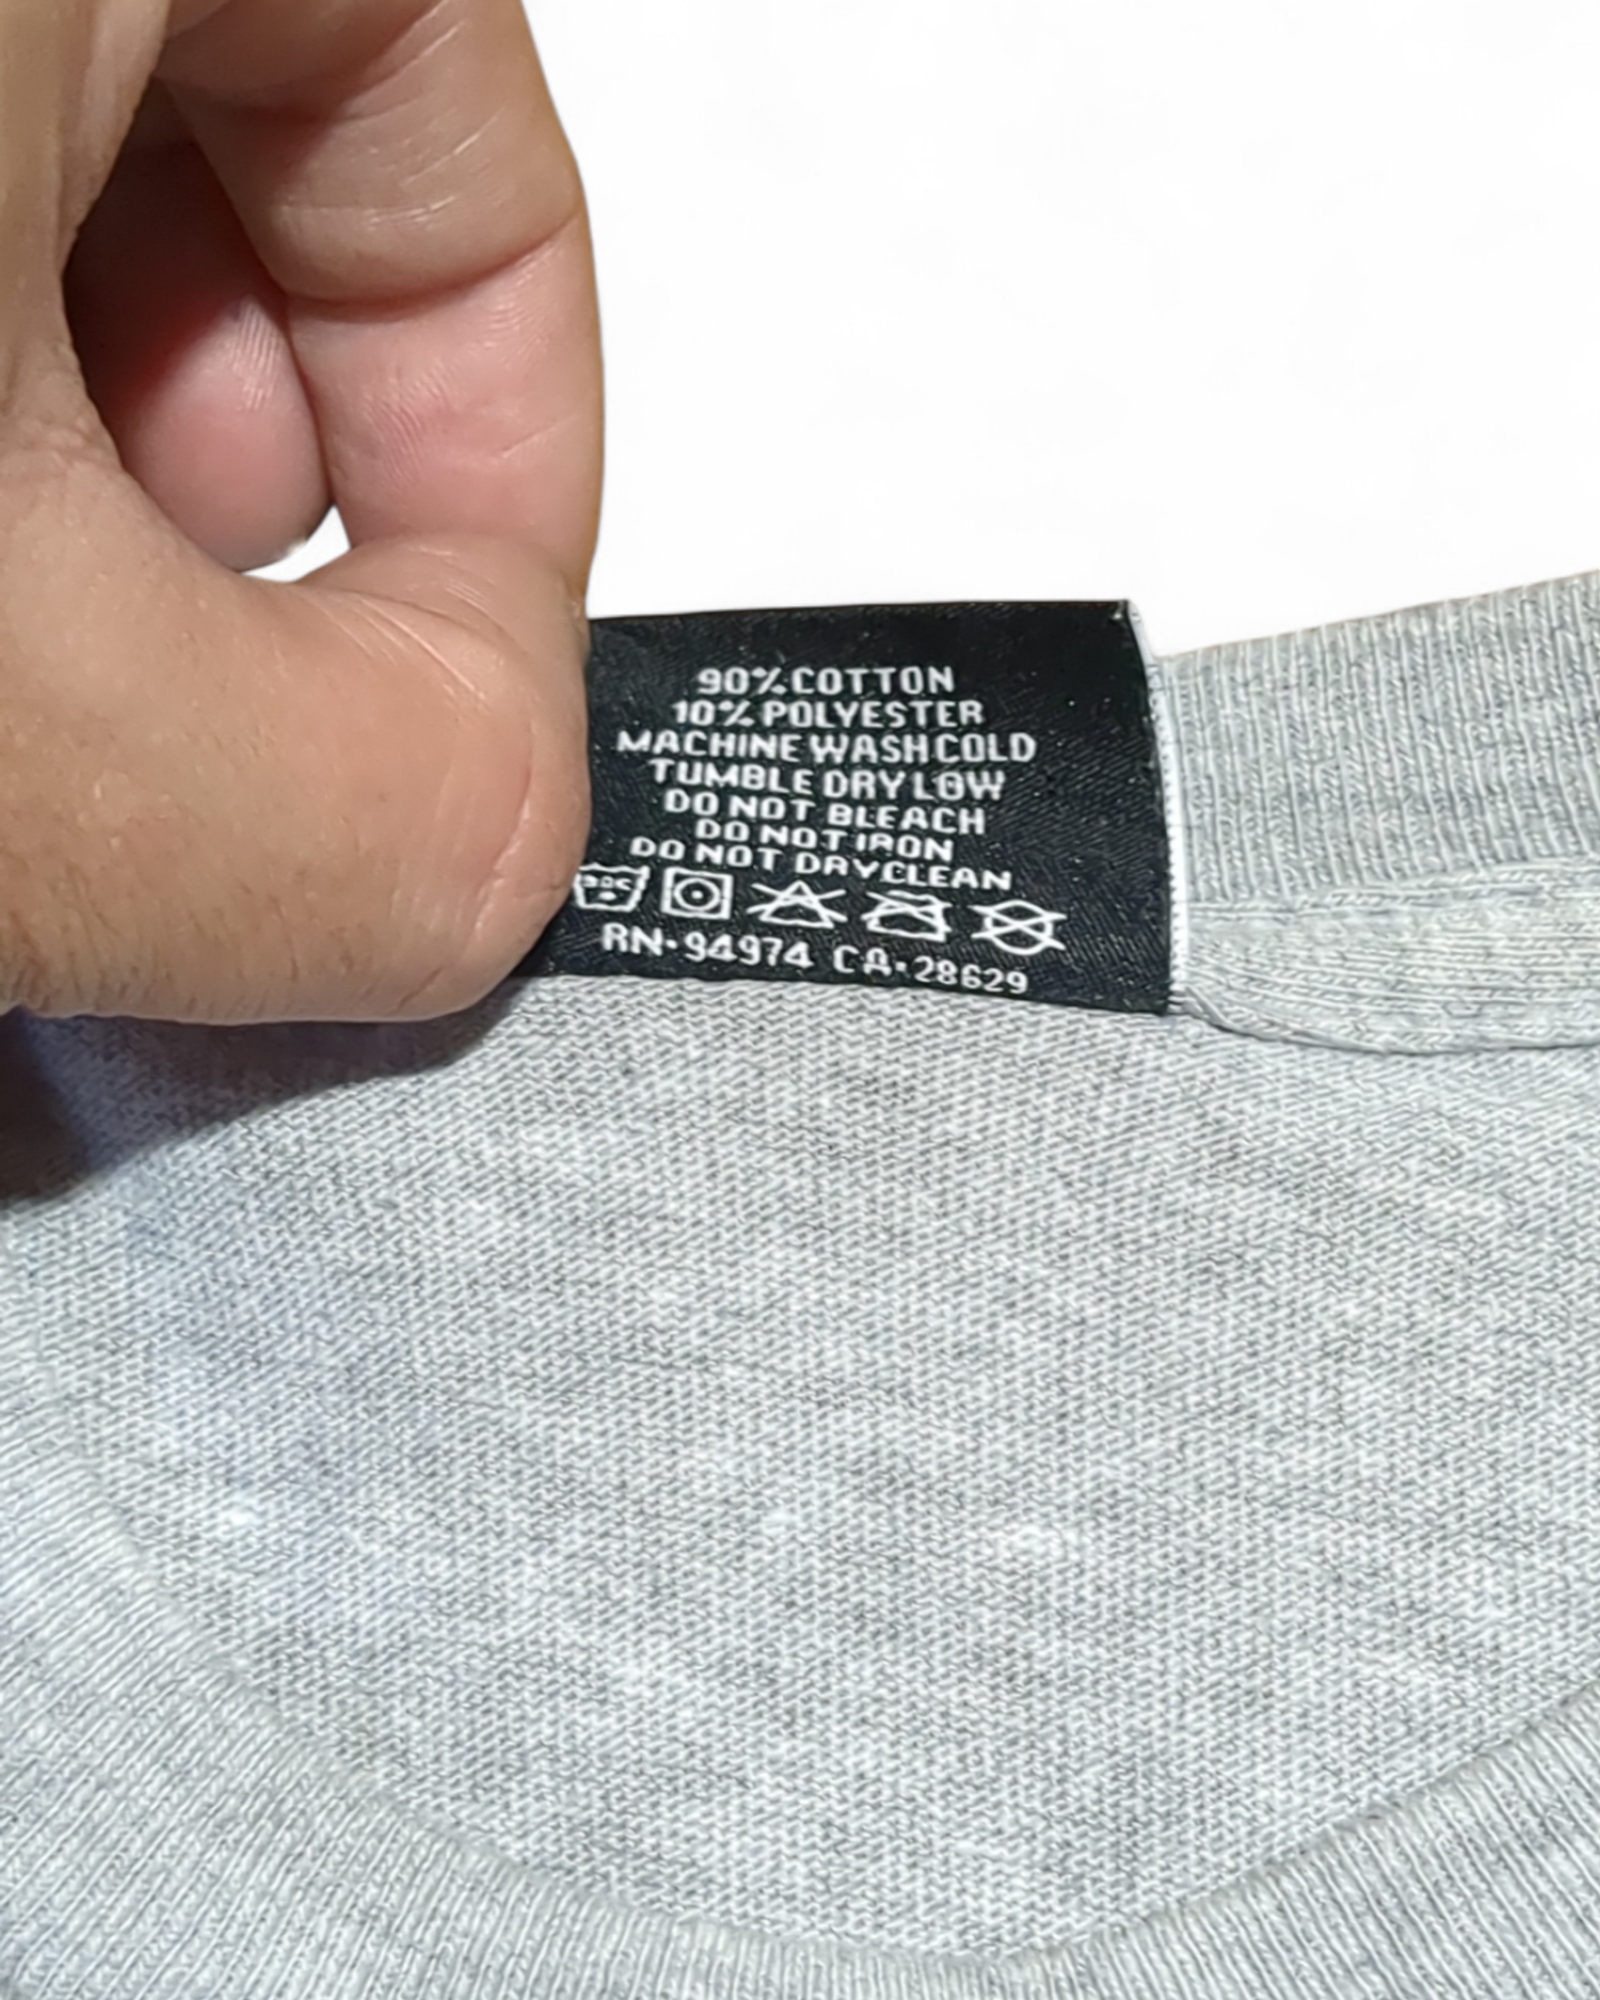 90% COTTON
10% POLYESTER
MACHINE WASH COLD
TUMBLE DRY LOW
DO NOT BLEACH
DO NOT IRON
DO NOT DRYCLEAN
RN·94974 CA·28629